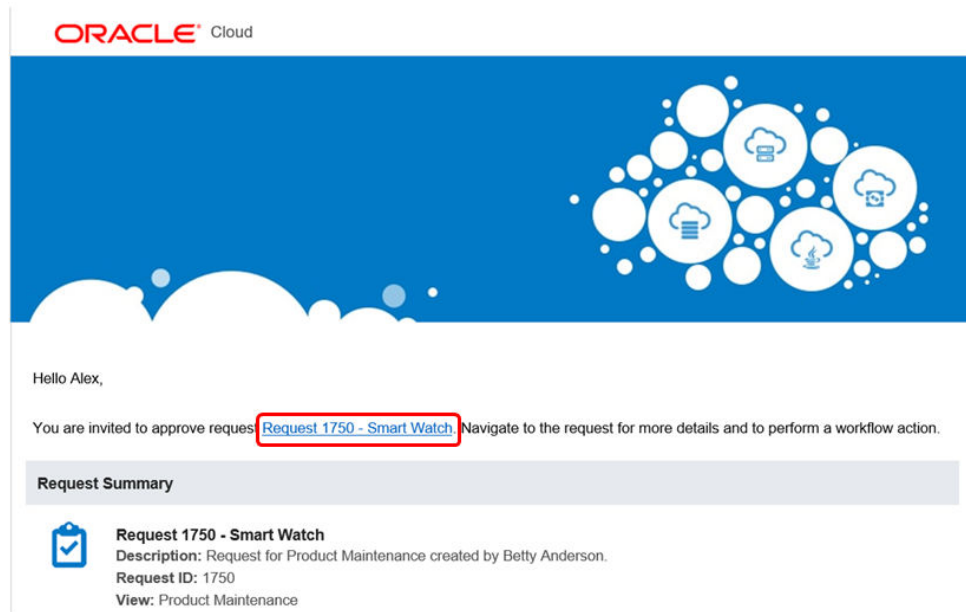 ORACLE® Cloud
Hello Alex,
You are invited to approve request Request 1750 - Smart Watch. Navigate to the request for more details and to perform a workflow action.
Request Summary
Request 1750 - Smart Watch
Description: Request for Product Maintenance created by Betty Anderson.
Request ID: 1750
View: Product Maintenance